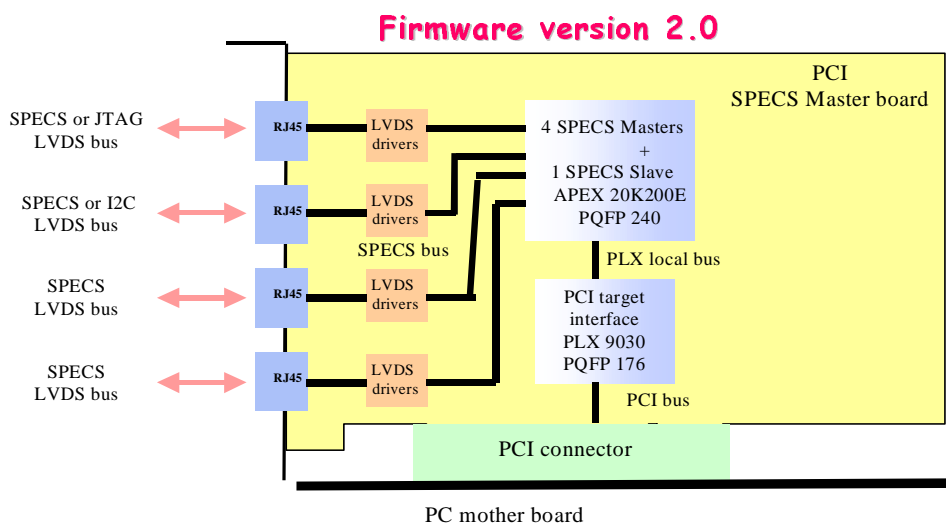 Firmware version 2.0
PCI
SPECS Master board
SPECS or JTAG
LVDS bus
RJ45
LVDS
drivers
4 SPECS Masters
+
1 SPECS Slave
APEX 20K200E
PQFP 240
SPECS or I2C
LVDS bus
RJ45
LVDS
drivers
SPECS bus
PLX local bus
SPECS
LVDS bus
RJ45
LVDS
drivers
PCI target
interface
PLX 9030
PQFP 176
SPECS
LVDS bus
RJ45
LVDS
drivers
PCI bus
PCI connector
PC mother board